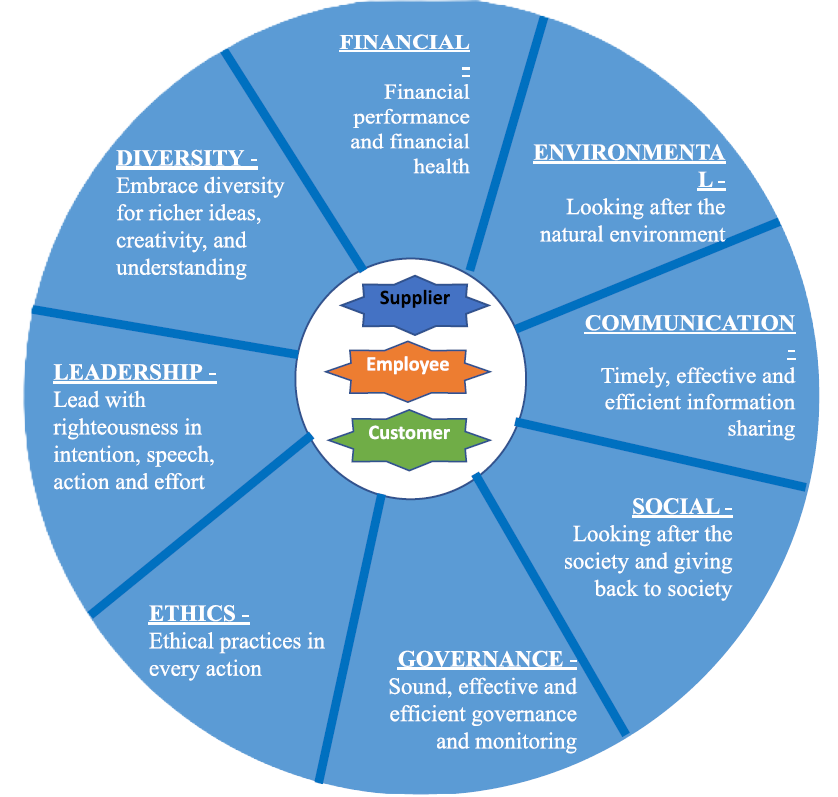 FINANCIAL
-
Financial
performance
and financial
health
ENVIRONMENTA
L -
Looking after the
natural environment
COMMUNICATION
-
Timely, effective and
efficient information
sharing
SOCIAL -
Looking after the
society and giving
back to society
GOVERNANCE -
Sound, effective and
efficient governance
and monitoring
ETHICS -
Ethical practices in
every action
LEADERSHIP -
Lead with
righteousness in
intention, speech,
action and effort
DIVERSITY -
Embrace diversity
for richer ideas,
creativity, and
understanding
Supplier
Employee
Customer